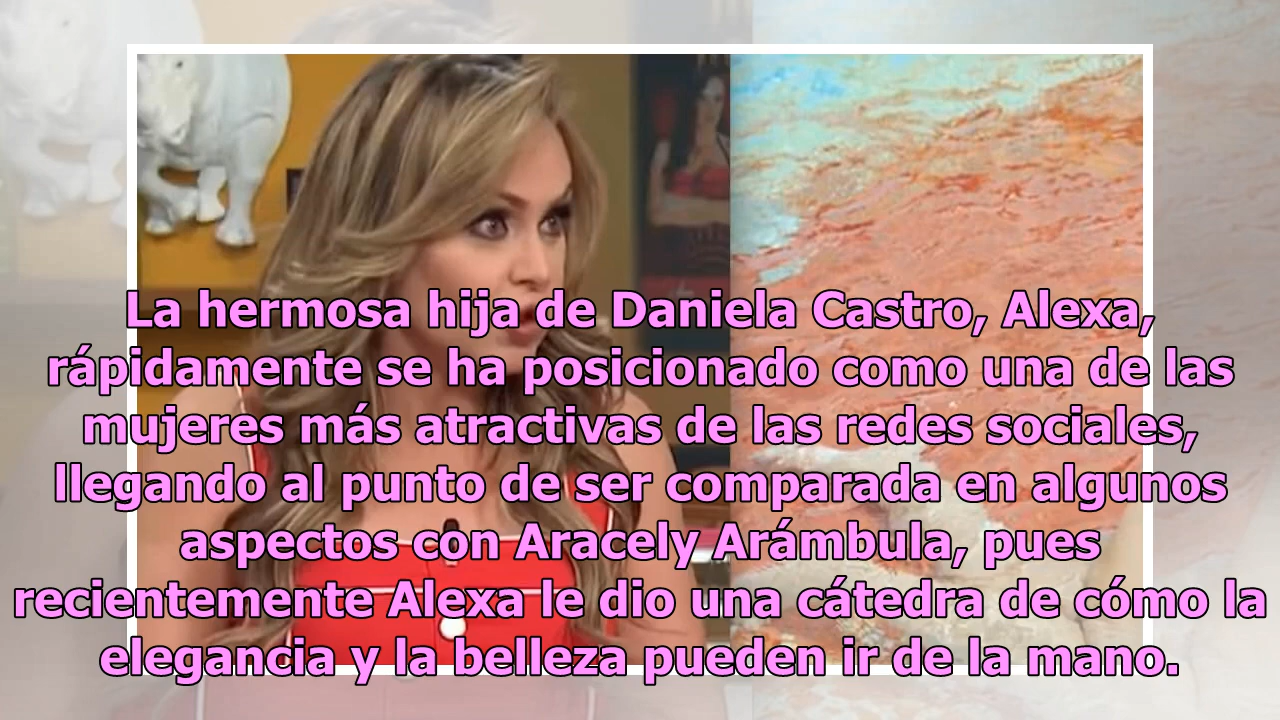 La hermosa hija de Daniela Castro, Alexa,
rápidamente se ha posicionado como una de las
mujeres más atractivas de las redes sociales,
llegando al punto de ser comparada en algunos
aspectos con Aracely Arámbula, pues
recientemente Alexa le dio una cátedra de cómo la
elegancia y la belleza pueden ir de la mano.